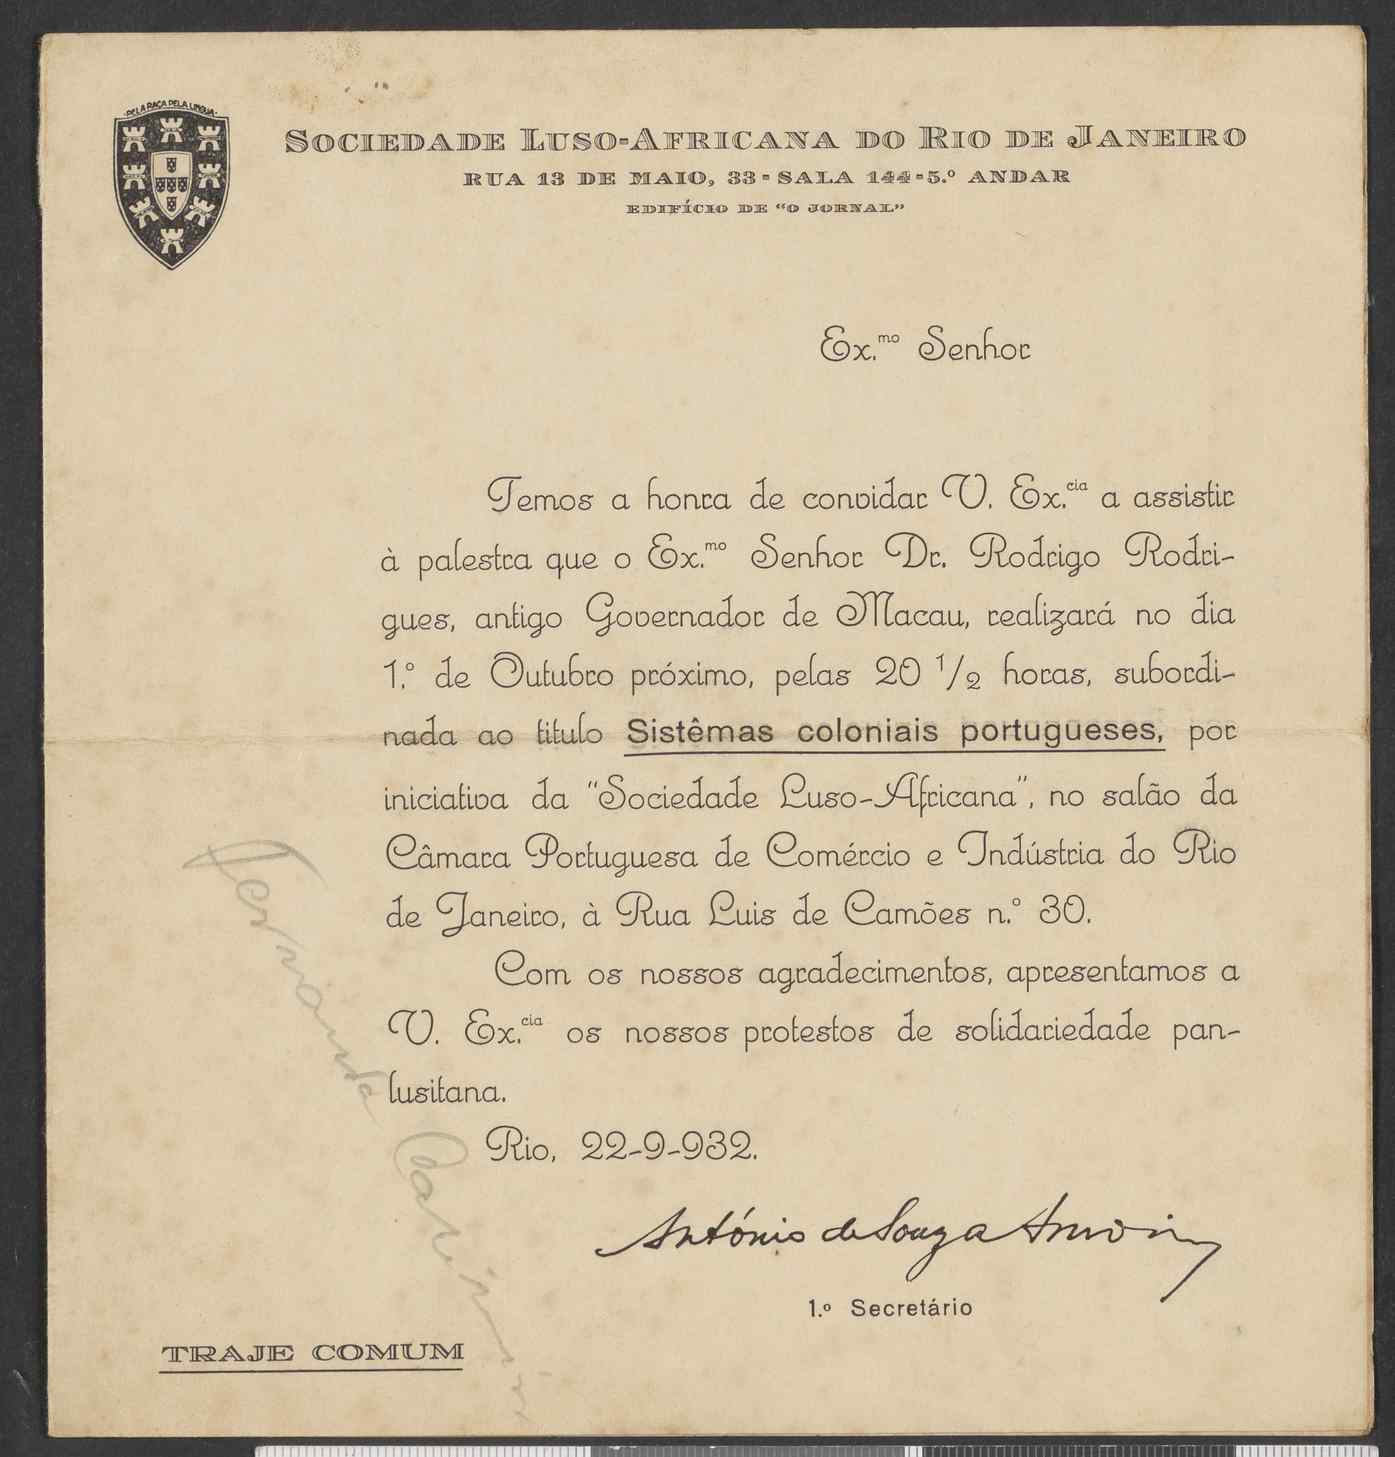 PELA RAÇA PELA LINGUA
SOCIEDADE LUSO-AFRICANA DO RIO DE JANEIRO
RUA 13 DE MAIO, 33 - SALA 144 - 5.º ANDAR
EDIFÍCIO DE "O JORNAL"
Ex.mo Senhor
Temos a honra de convidar V. Ex.cia a assistir
à palestra que o Ex.mo Senhor Dr. Rodrigo Rodri-
gues, antigo Governador de Macau, realizará no dia
1.º de Outubro próximo, pelas 20 1/2 horas, subordi-
nada ao titulo Sistêmas coloniais portugueses, por
iniciativa da "Sociedade Luso-Africana", no salão da
Câmara Portuguesa de Comércio e Indústria do Rio
de Janeiro, à Rua Luis de Camões n.º 30.
Com os nossos agradecimentos, apresentamos a
V. Ex.cia os nossos protestos de solidariedade pan-
lusitana.
Rio, 22-9-932.
António de Souza
1.º Secretário
TRAJE COMUM